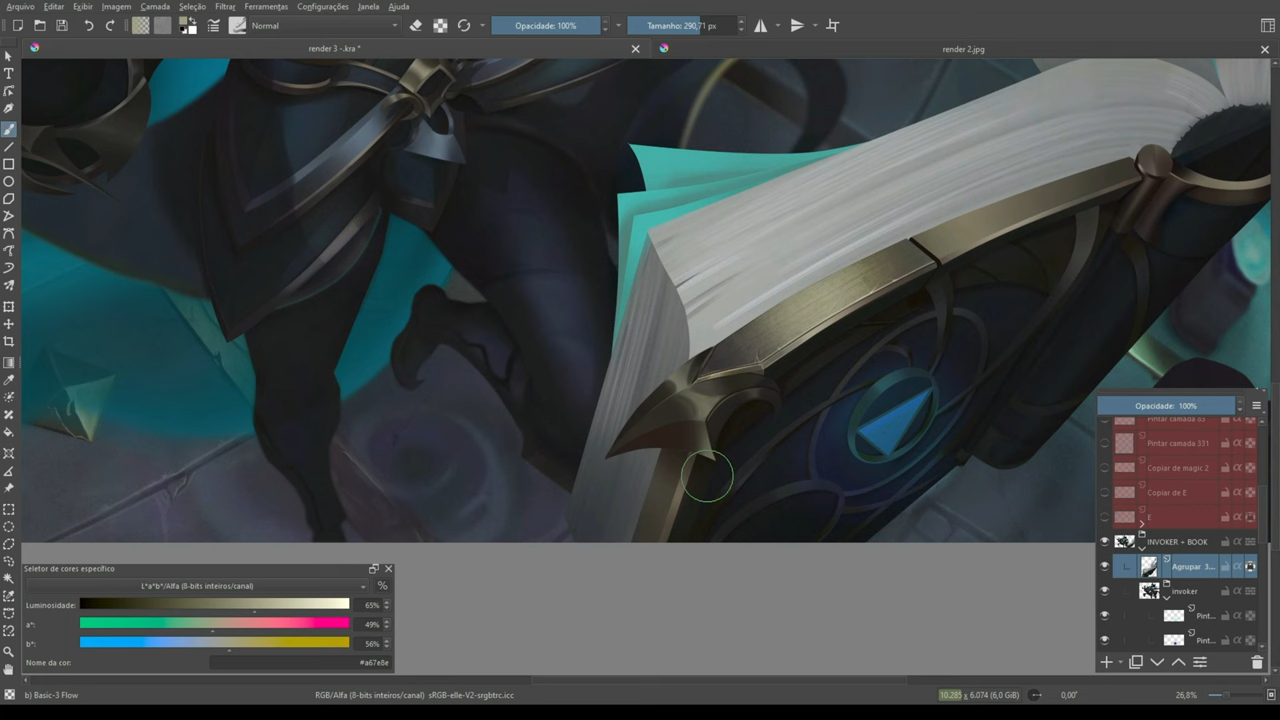 Arquivo Editar Exibir Imagem Camada Seleção Filtrar Ferramentas Configurações Janela Ajuda
Normal Opacidade: 100% Tamanho: 290,71 px
render 3 -.kra * render 2.jpg
Opacidade: 100%
Pintar camada 63
Pintar camada 331
Copiar de magic 2
Copiar de E
E
INVOKER + BOOK
Agrupar 3...
invoker
Pint...
Pint...
Seletor de cores específico
L*a*b*/Alfa (8-bits inteiros/canal) %
Luminosidade: 65%
a*: 49%
b*: 56%
Nome da cor: #a67e8e
b) Basic-3 Flow RGB/Alfa (8-bits inteiros/canal) sRGB-elle-V2-srgbtrc.icc 10.285 x 6.074 (6,0 GiB) 0,00° 26,8%